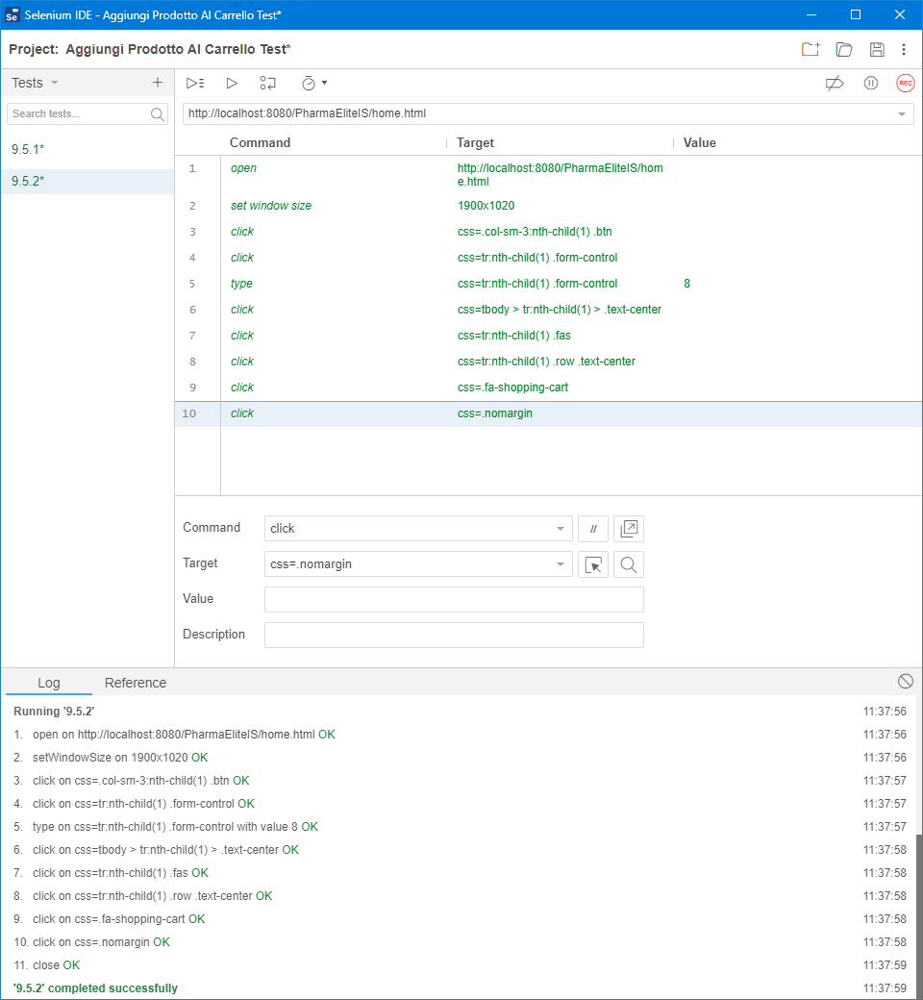 Selenium IDE - Aggiungi Prodotto Al Carrello Test*
Project: Aggiungi Prodotto Al Carrello Test*
Tests
Search tests...
9.5.1*
9.5.2*
REC
http://localhost:8080/PharmaEliteIS/home.html
Command Target Value
1 open http://localhost:8080/PharmaEliteIS/hom
e.html
2 set window size 1900x1020
3 click css=.col-sm-3:nth-child(1) .btn
4 click css=tr:nth-child(1) .form-control
5 type css=tr:nth-child(1) .form-control 8
6 click css=tbody > tr:nth-child(1) > .text-center
7 click css=tr:nth-child(1) .fas
8 click css=tr:nth-child(1) .row .text-center
9 click css=.fa-shopping-cart
10 click css=.nomargin
Command click //
Target css=.nomargin
Value
Description
Log Reference
Running '9.5.2' 11:37:56
1. open on http://localhost:8080/PharmaEliteIS/home.html OK 11:37:56
2. setWindowSize on 1900x1020 OK 11:37:56
3. click on css=.col-sm-3:nth-child(1) .btn OK 11:37:57
4. click on css=tr:nth-child(1) .form-control OK 11:37:57
5. type on css=tr:nth-child(1) .form-control with value 8 OK 11:37:57
6. click on css=tbody > tr:nth-child(1) > .text-center OK 11:37:58
7. click on css=tr:nth-child(1) .fas OK 11:37:58
8. click on css=tr:nth-child(1) .row .text-center OK 11:37:58
9. click on css=.fa-shopping-cart OK 11:37:58
10. click on css=.nomargin OK 11:37:58
11. close OK 11:37:59
'9.5.2' completed successfully 11:37:59